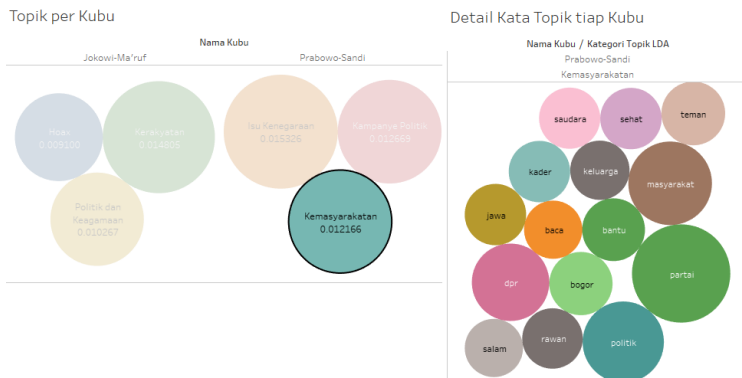 Topik per Kubu
Nama Kubu
Jokowi-Ma'ruf
Prabowo-Sandi
Hoax
0.009100
Kerakyatan
0.014805
Isu Kenegaraan
0.015326
Kampanye Politik
0.012669
Politik dan
Keagamaan
0.010267
Kemasyarakatan
0.012166
Detail Kata Topik tiap Kubu
Nama Kubu / Kategori Topik LDA
Prabowo-Sandi
Kemasyarakatan
saudara
sehat
teman
kader
keluarga
masyarakat
jawa
baca
bantu
dpr
bogor
partai
salam
rawan
politik